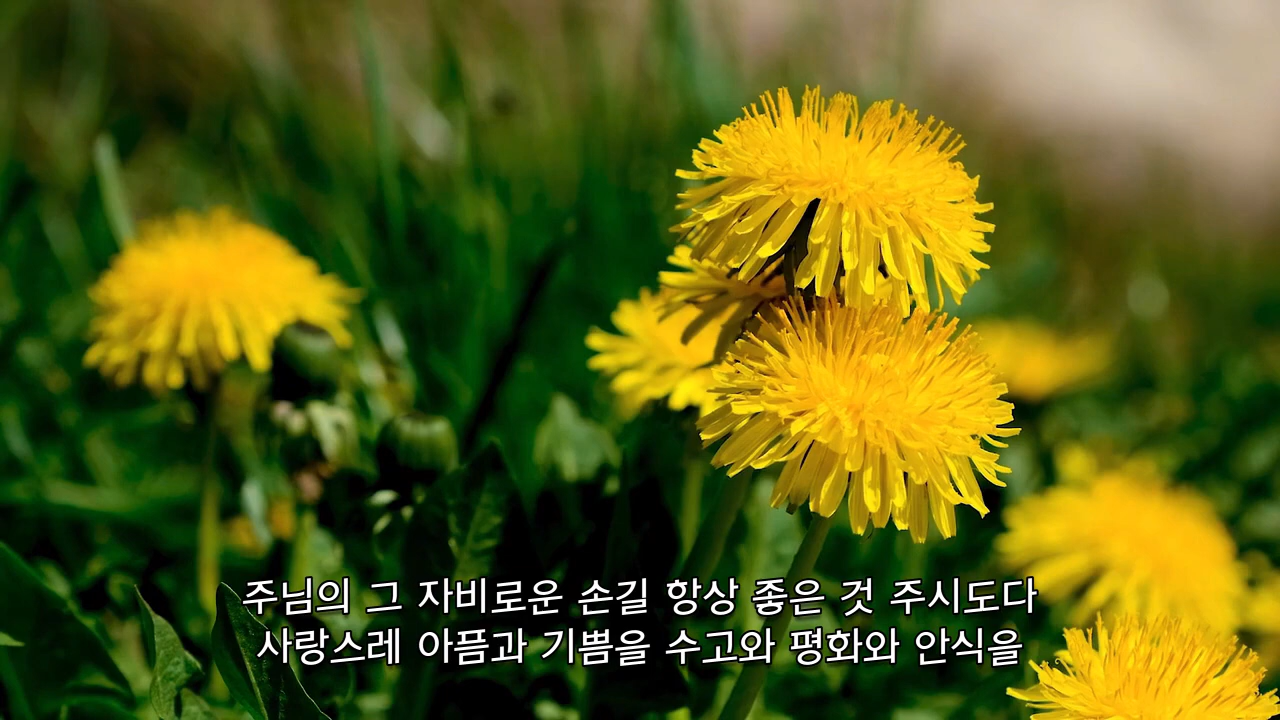 주님의 그 자비로운 손길 항상 좋은 것 주시도다
사랑스레 아픔과 기쁨을 수고와 평화와 안식을